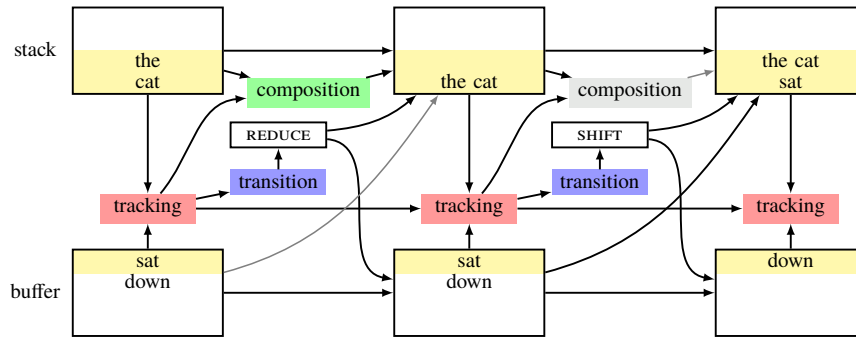 stack
the
cat
the cat
the cat
sat
composition
composition
REDUCE
SHIFT
transition
transition
tracking
tracking
tracking
buffer
sat
down
sat
down
down